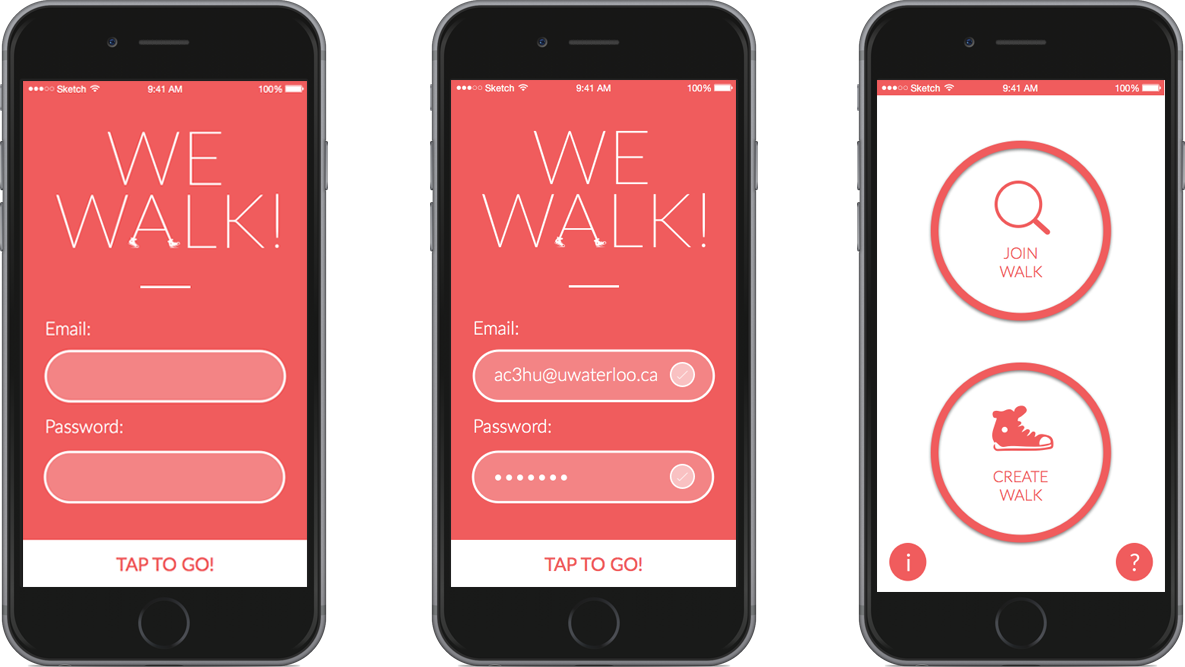 Sketch 9:41 AM 100%
WE
WALK!
Email:
Password:
TAP TO GO!
Sketch 9:41 AM 100%
WE
WALK!
Email:
ac3hu@uwaterloo.ca
Password:
TAP TO GO!
Sketch 9:41 AM 100%
JOIN
WALK
CREATE
WALK
i
?